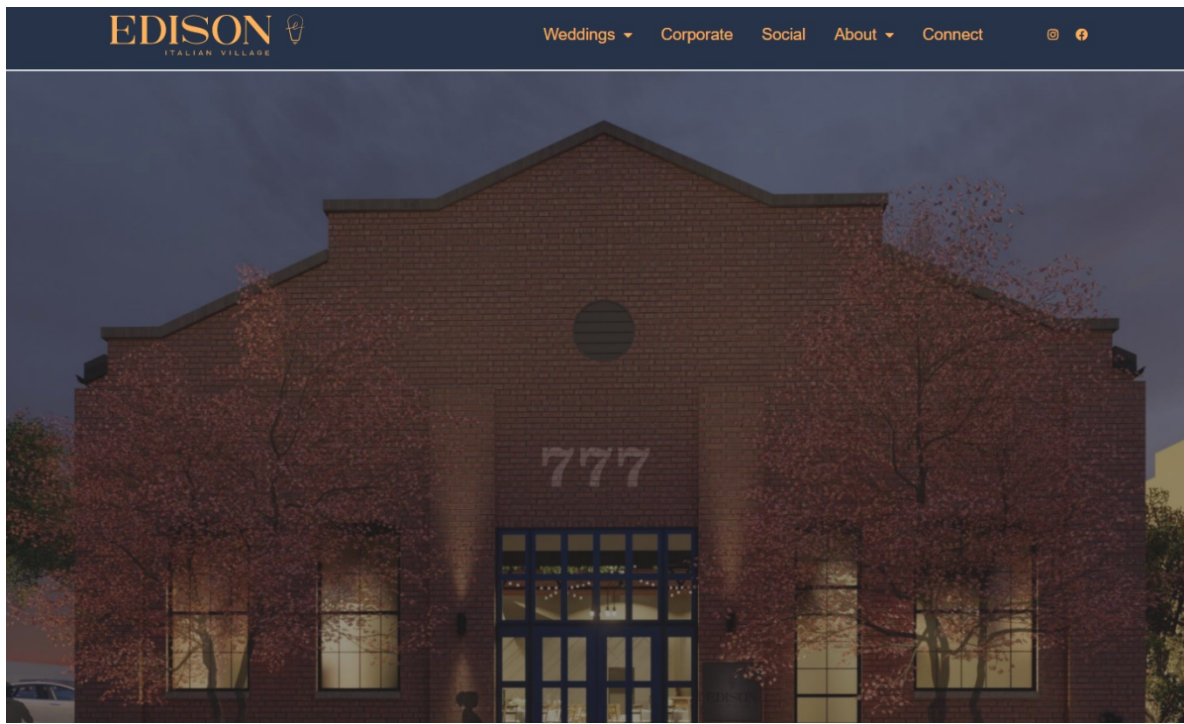 EDISON
ITALIAN VILLAGE
Weddings
Corporate
Social
About
Connect
777